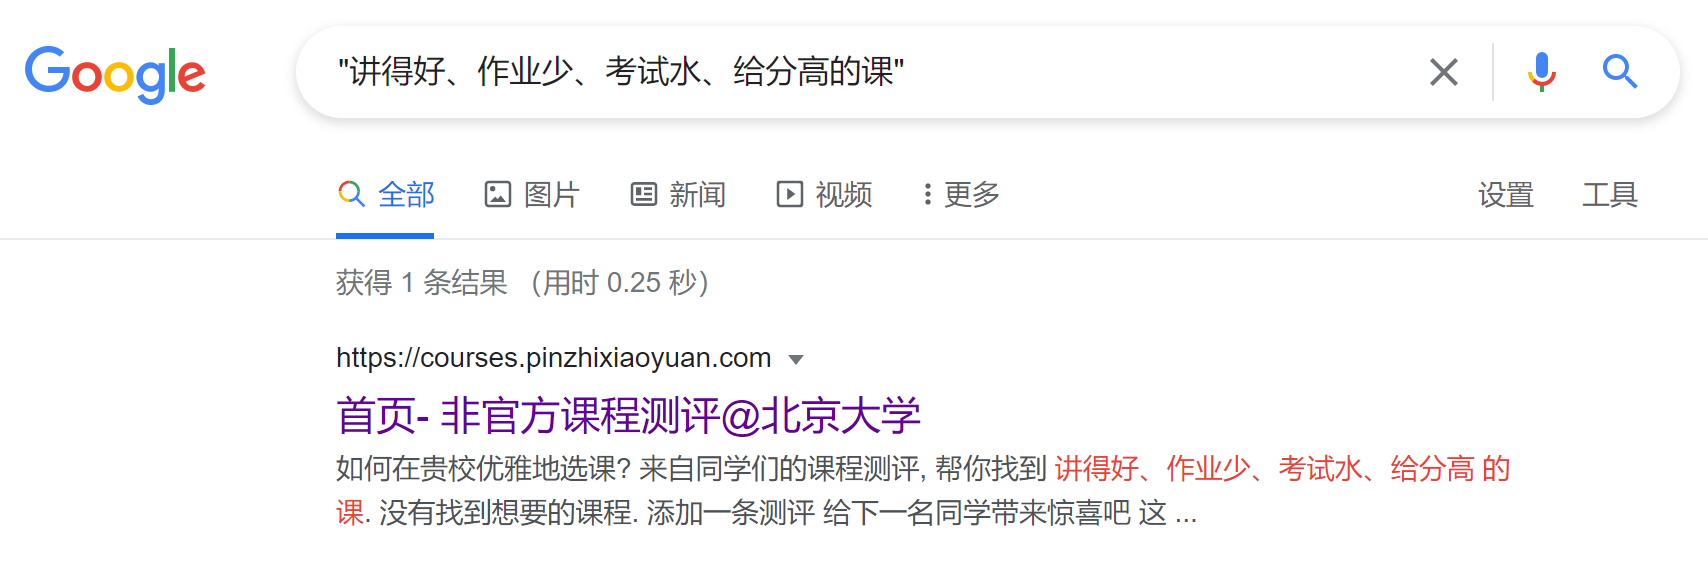 Google
"讲得好、作业少、考试水、给分高的课"
全部 图片 新闻 视频 更多 设置 工具
获得 1 条结果 （用时 0.25 秒）
https://courses.pinzhixiaoyuan.com
首页- 非官方课程测评@北京大学
如何在贵校优雅地选课? 来自同学们的课程测评, 帮你找到 讲得好、作业少、考试水、给分高 的
课. 没有找到想要的课程. 添加一条测评 给下一名同学带来惊喜吧 这 ...